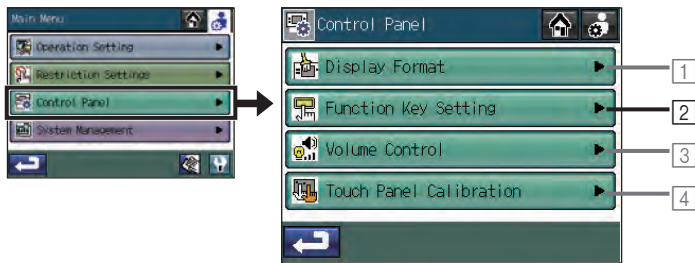 Main Menu
Operation Setting
Restriction Settings
Control Panel
System Management
Control Panel
Display Format
1
Function Key Setting
2
Volume Control
3
Touch Panel Calibration
4